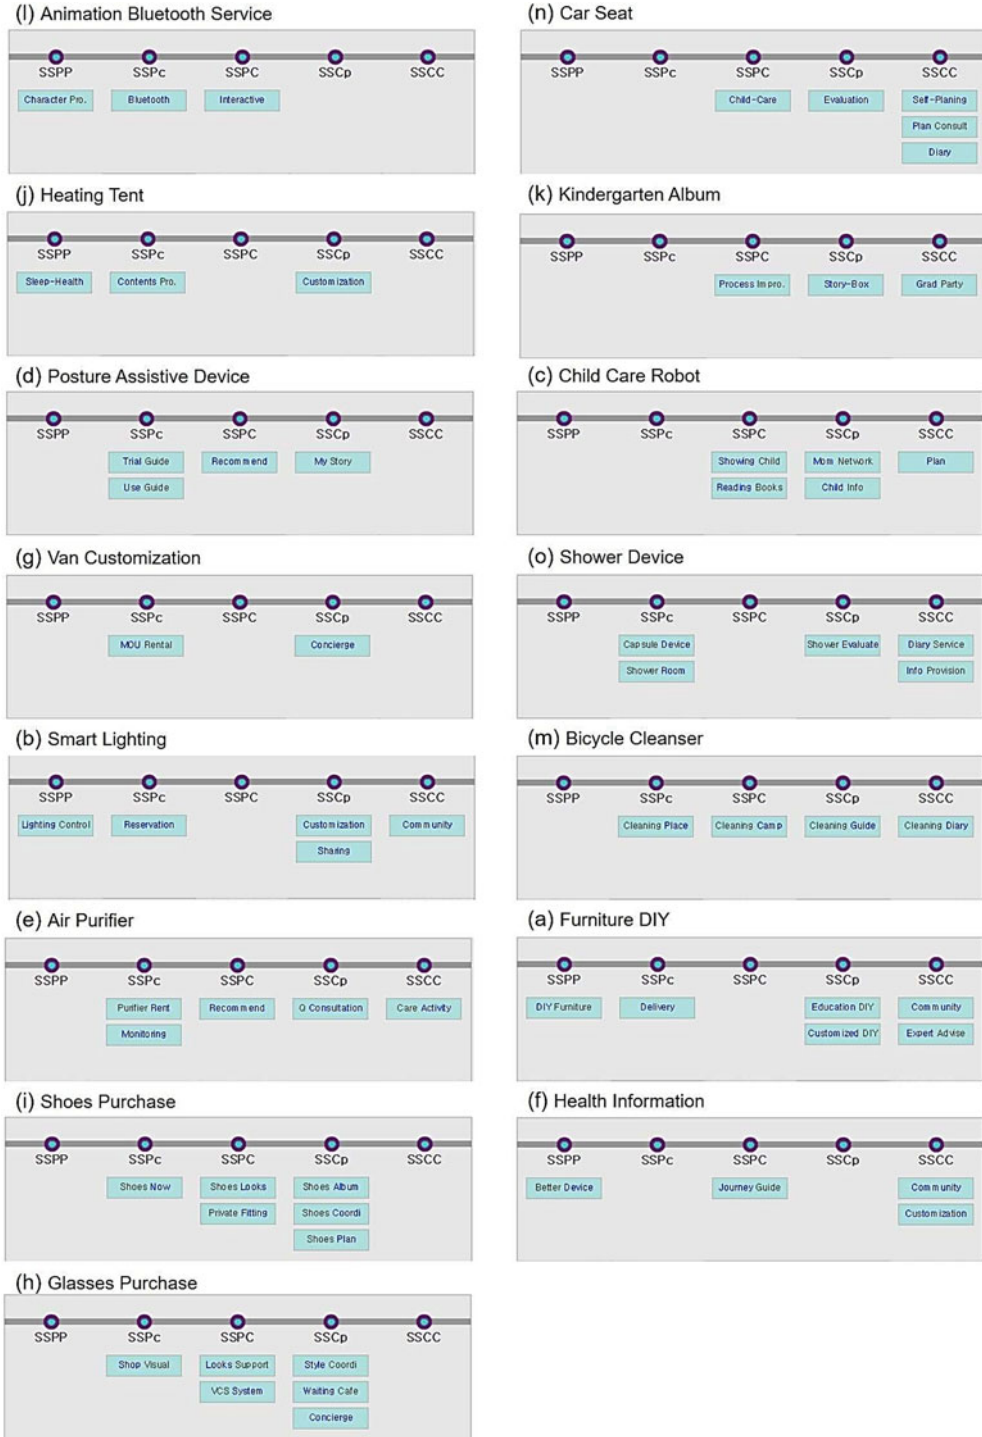 (l) Animation Bluetooth Service
SSPP SSPc SSPC SSCp SSCC
Character Pro. Bluetooth Interactive
(n) Car Seat
SSPP SSPc SSPC SSCp SSCC
Child-Care Evaluation Self-Planing
Plan Consult
Diary
(j) Heating Tent
SSPP SSPc SSPC SSCp SSCC
Sleep-Health Contents Pro. Customization
(k) Kindergarten Album
SSPP SSPc SSPC SSCp SSCC
Process Impro. Story-Box Grad Party
(d) Posture Assistive Device
SSPP SSPc SSPC SSCp SSCC
Trial Guide Recommend My Story
Use Guide
(c) Child Care Robot
SSPP SSPc SSPC SSCp SSCC
Showing Child Mom Network Plan
Reading Books Child Info
(g) Van Customization
SSPP SSPc SSPC SSCp SSCC
MOU Rental Concierge
(o) Shower Device
SSPP SSPc SSPC SSCp SSCC
Capsule Device Shower Evaluate Diary Service
Shower Room Info Provision
(b) Smart Lighting
SSPP SSPc SSPC SSCp SSCC
Lighting Control Reservation Customization Community
Sharing
(m) Bicycle Cleanser
SSPP SSPc SSPC SSCp SSCC
Cleaning Place Cleaning Camp Cleaning Guide Cleaning Diary
(e) Air Purifier
SSPP SSPc SSPC SSCp SSCC
Purifier Rent Recommend Q Consultation Care Activity
Monitoring
(a) Furniture DIY
SSPP SSPc SSPC SSCp SSCC
DIY Furniture Delivery Education DIY Community
Customized DIY Expert Advise
(i) Shoes Purchase
SSPP SSPc SSPC SSCp SSCC
Shoes Now Shoes Looks Shoes Album
Private Fitting Shoes Coordi
Shoes Plan
(f) Health Information
SSPP SSPc SSPC SSCp SSCC
Better Device Journey Guide Community
Customization
(h) Glasses Purchase
SSPP SSPc SSPC SSCp SSCC
Shop Visual Looks Support Style Coordi
VCS System Waiting Cafe
Concierge